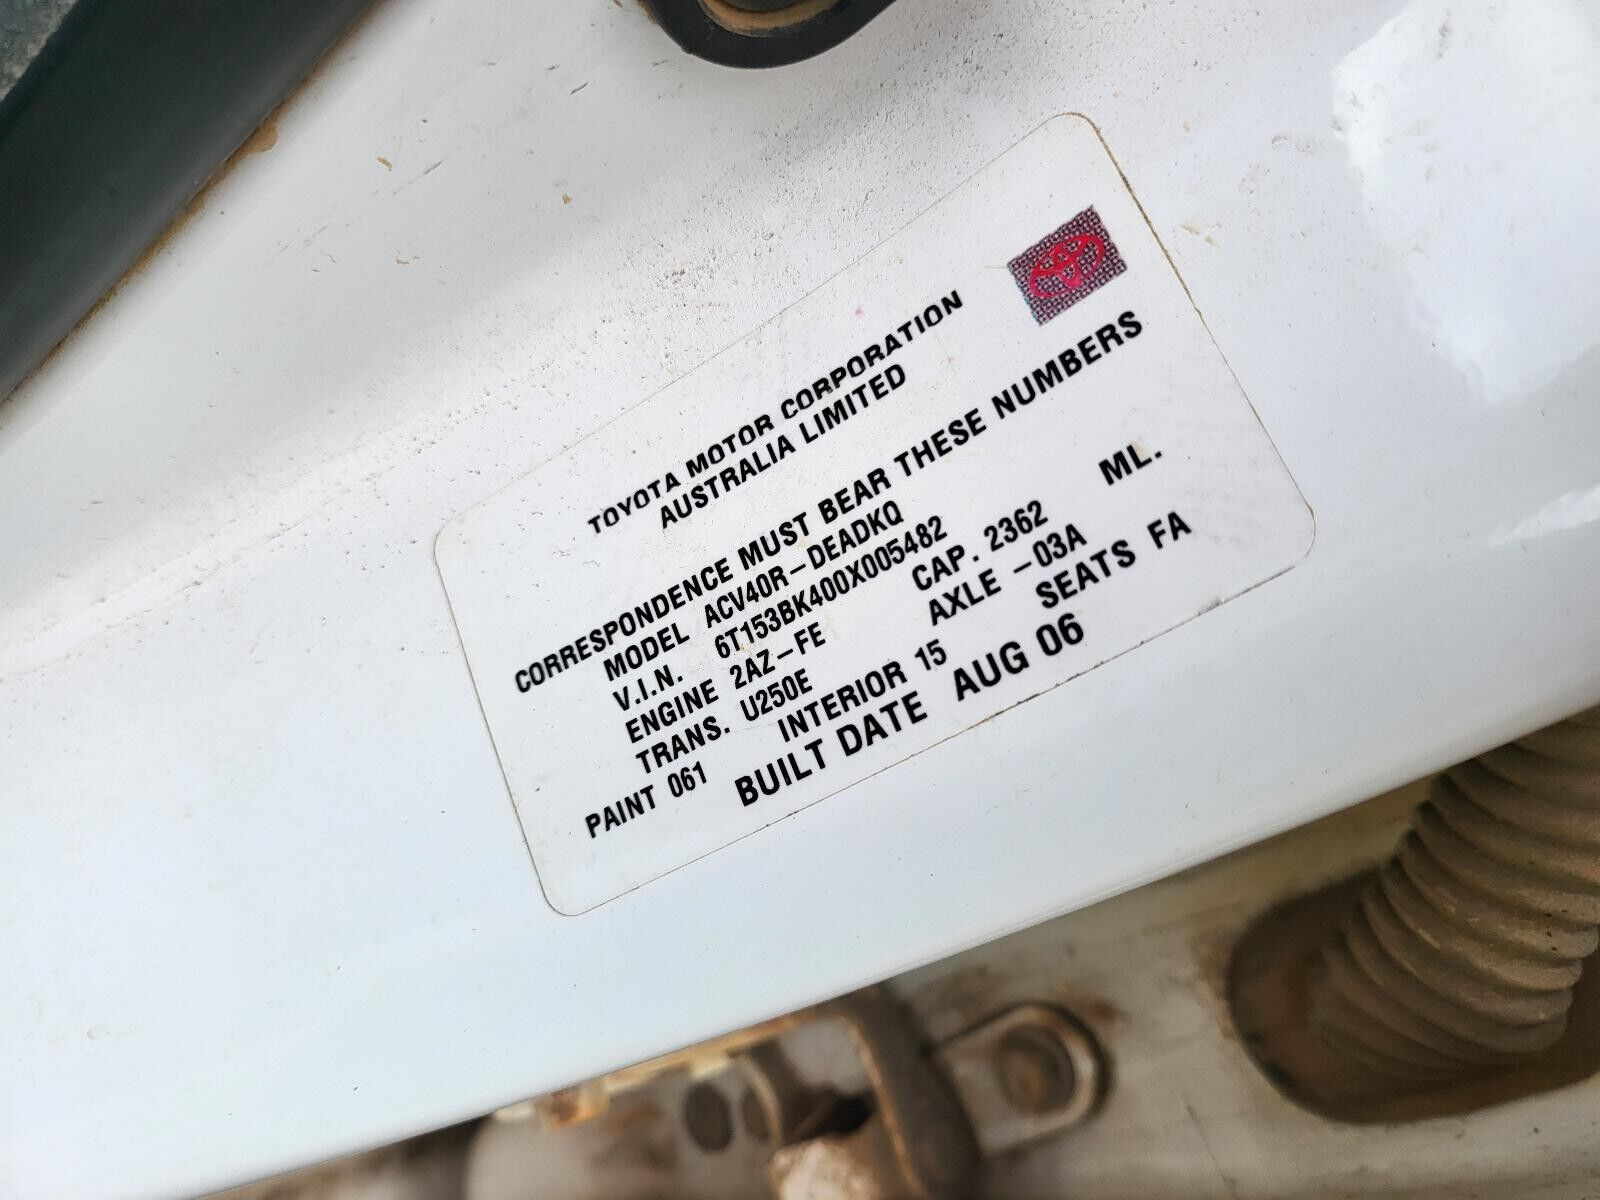 TOYOTA MOTOR CORPORATION
AUSTRALIA LIMITED
CORRESPONDENCE MUST BEAR THESE NUMBERS
MODEL ACV40R-DEADKQ
V.I.N. 6T153BK400X005482
ENGINE 2AZ-FE CAP. 2362 ML.
TRANS. U250E AXLE -03A
PAINT 061 INTERIOR 15 SEATS FA
BUILT DATE AUG 06